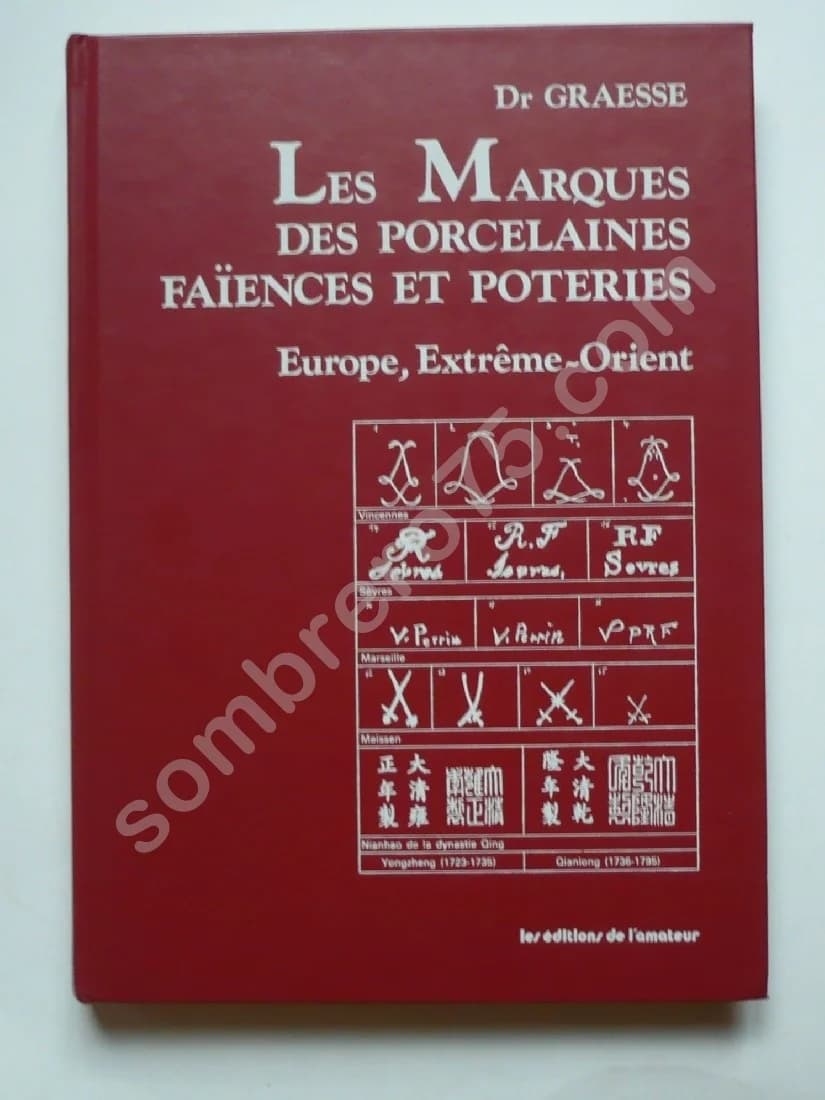 Dr GRAESSE
LES MARQUES
DES PORCELAINES
FAÏENCES ET POTERIES
Europe, Extrême-Orient
Vincennes
R.F
RF
Sèvres
Sevres
V. Perrin
V. Perrin
VPRF
Marseille
Meissen
大清雍
正年製
大清乾
隆年製
Nianhao de la dynastie Qing
Yongzheng (1723-1735)
Qianlong (1736-1795)
les éditions de l'amateur
sombrero75.com